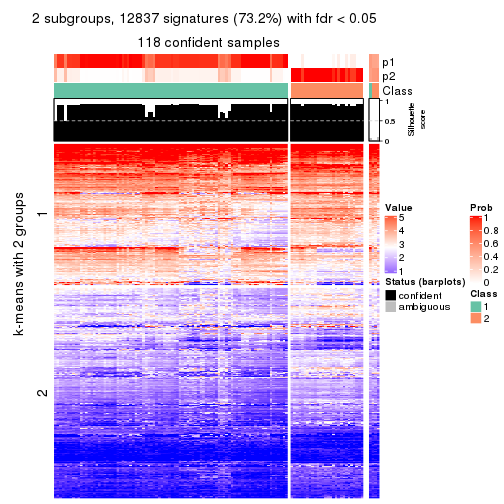 2 subgroups, 12837 signatures (73.2%) with fdr < 0.05
118 confident samples
p1
p2
Class
1
0.5
0
Silhouette
score
k-means with 2 groups
1
2
Value
5
4
3
2
1
Prob
1
0.8
0.6
0.4
0.2
0
Status (barplots)
confident
ambiguous
Class
1
2